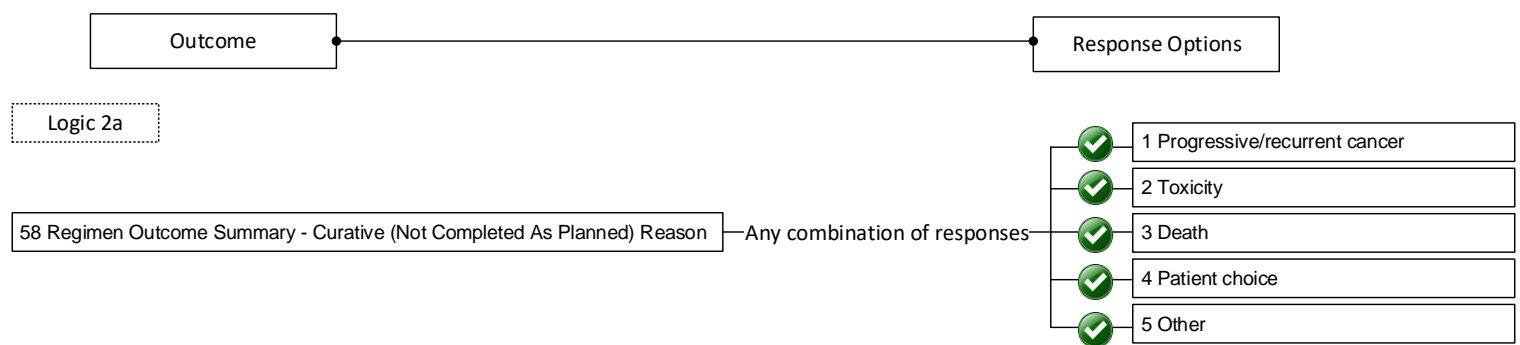 Outcome
Response Options
Logic 2a
1 Progressive/recurrent cancer
2 Toxicity
58 Regimen Outcome Summary - Curative (Not Completed As Planned) Reason
Any combination of responses
3 Death
4 Patient choice
5 Other